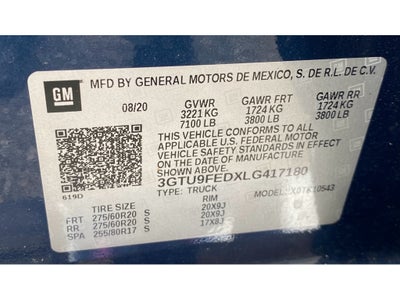 GM
MFD BY GENERAL MOTORS DE MEXICO, S. DE R.L. DE C.V.
08/20 GVWR GAWR FRT GAWR RR
3221 KG 1724 KG 1724 KG
7100 LB 3800 LB 3800 LB
THIS VEHICLE CONFORMS TO ALL
APPLICABLE U.S. FEDERAL MOTOR
VEHICLE SAFETY STANDARDS IN EFFECT ON
THE DATE OF MANUFACTURE SHOWN ABOVE.
3GTU9FEDXLG417180
619D TYPE: TRUCK MODEL: 10543
TIRE SIZE RIM
FRT 275/60R20 S 20X9J
RR 275/60R20 S 20X9J
SPA 255/80R17 S 17X8J